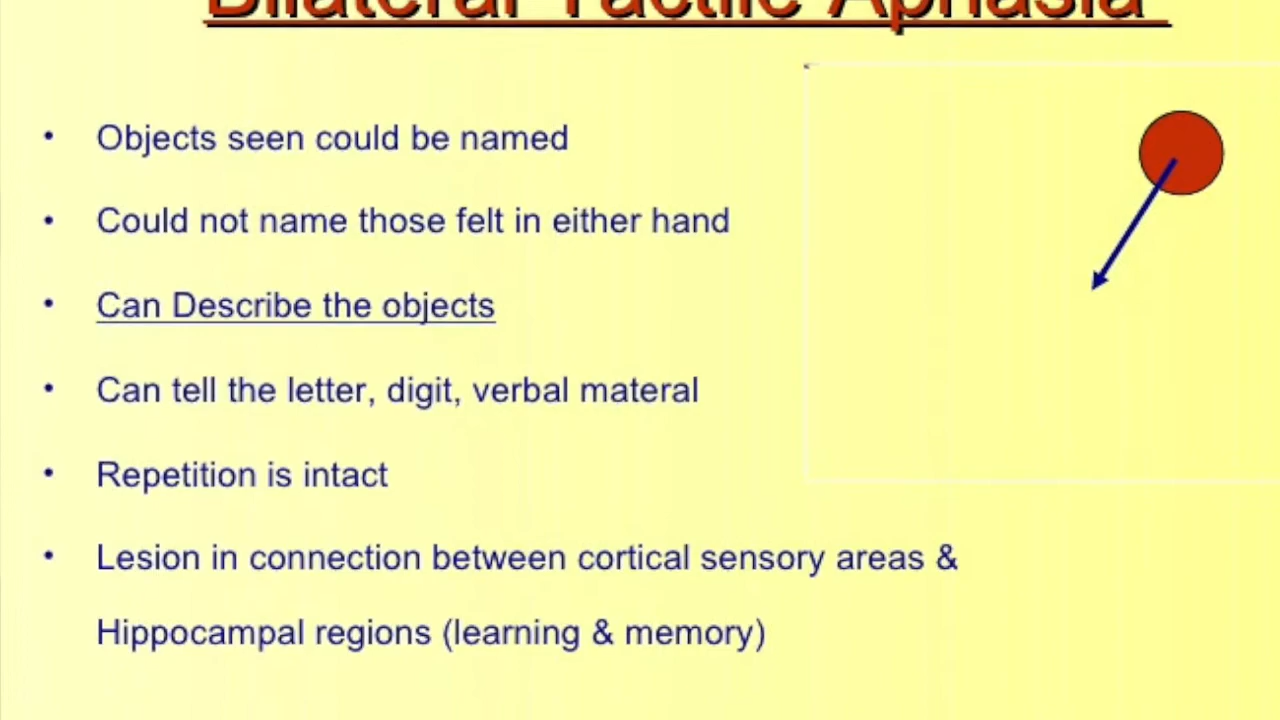 Bilateral Tactile Aphasia
• Objects seen could be named
• Could not name those felt in either hand
• Can Describe the objects
• Can tell the letter, digit, verbal materal
• Repetition is intact
• Lesion in connection between cortical sensory areas &
Hippocampal regions (learning & memory)